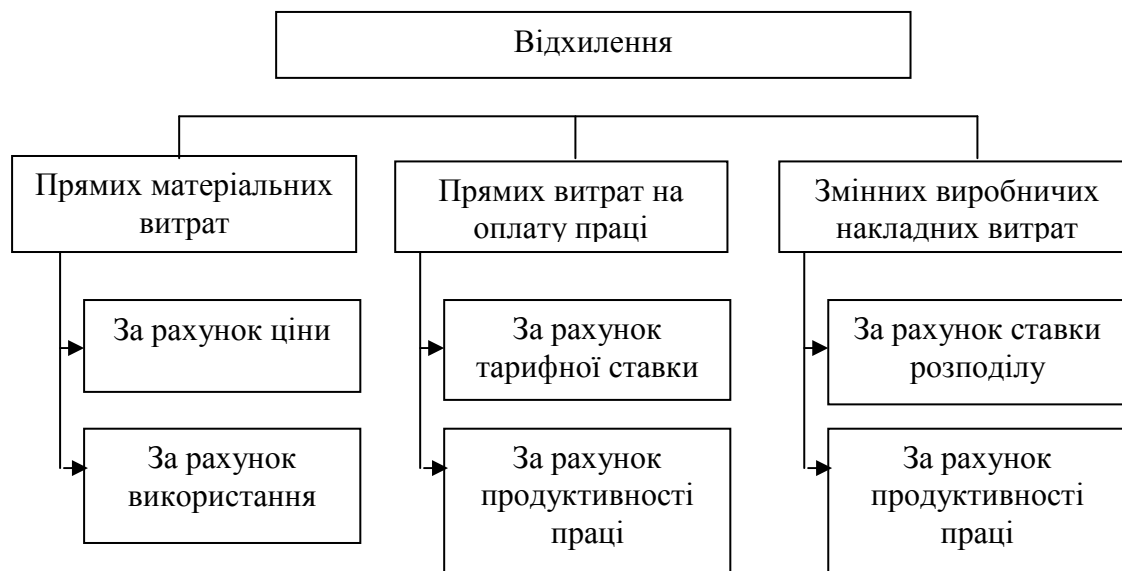 Відхилення
Прямих матеріальних
витрат
Прямих витрат на
оплату праці
Змінних виробничих
накладних витрат
За рахунок ціни
За рахунок
тарифної ставки
За рахунок ставки
розподілу
За рахунок
використання
За рахунок
продуктивності
праці
За рахунок
продуктивності
праці